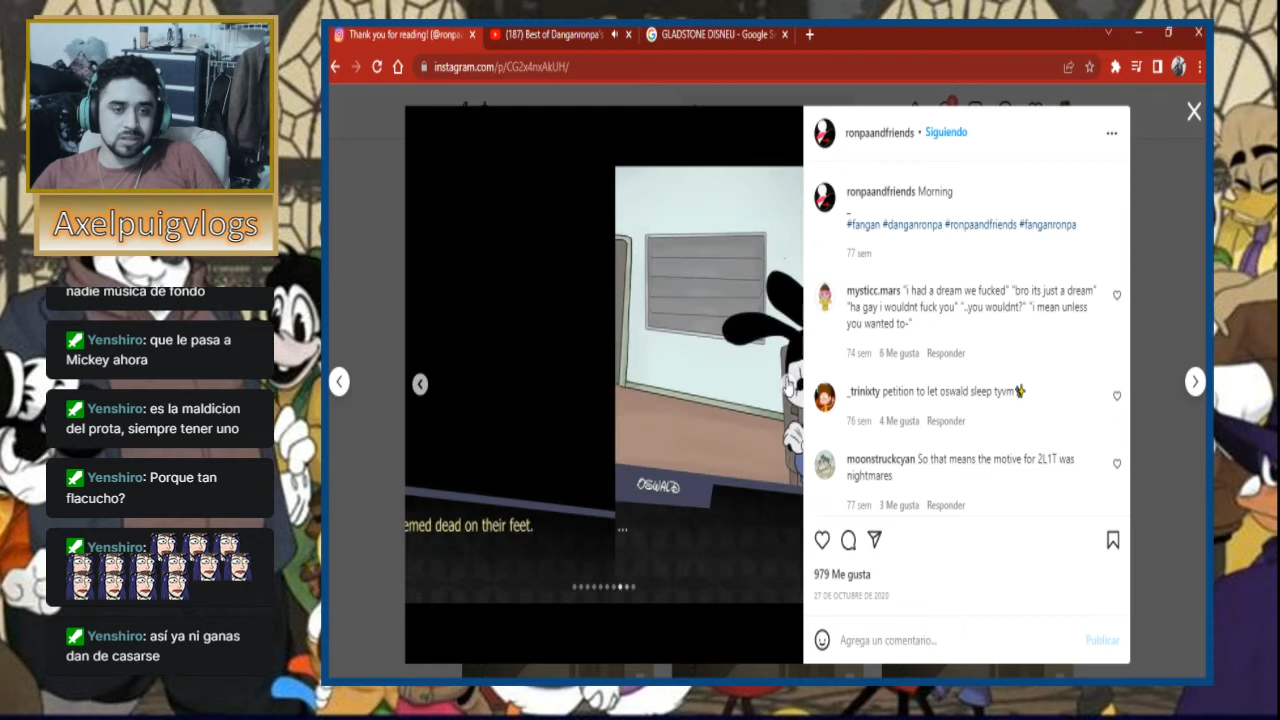 Axelpuigvlogs
nadie música de fondo
Yenshiro: que le pasa a
Mickey ahora
Yenshiro: es la maldicion
del prota, siempre tener uno
Yenshiro: Porque tan
flacucho?
Yenshiro:
Yenshiro: así ya ni ganas
dan de casarse
Thank you for reading! (@ronpa
(187) Best of Danganronpa's
GLADSTONE DISNEU - Google S
instagram.com/p/CG2x4nxAkUH/
emed dead on their feet.
OSWALD
...
ronpaandfriends • Siguiendo
ronpaandfriends Morning
_
#fangan #danganronpa #ronpaandfriends #fanganronpa
77 sem
mysticc.mars "i had a dream we fucked" "bro its just a dream"
"ha gay i wouldnt fuck you" "..you wouldnt?" "i mean unless
you wanted to-"
74 sem 6 Me gusta Responder
_trinixty petition to let oswald sleep tyvm
76 sem 4 Me gusta Responder
moonstruckcyan So that means the motive for 2L1T was
nightmares
77 sem 3 Me gusta Responder
979 Me gusta
27 DE OCTUBRE DE 2020
Agrega un comentario...
Publicar